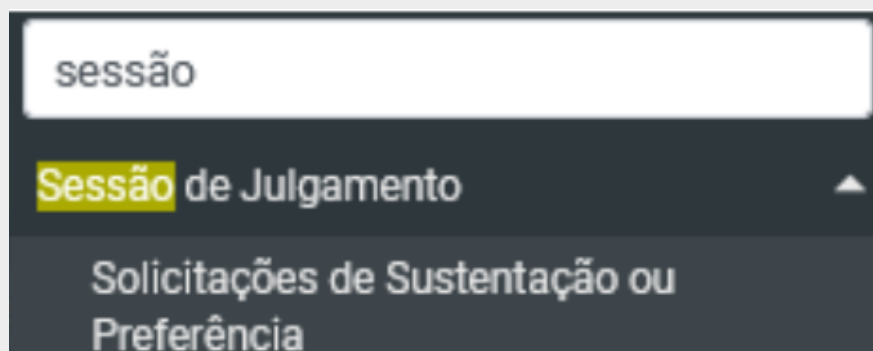 sessão
Sessão de Julgamento
Solicitações de Sustentação ou
Preferência